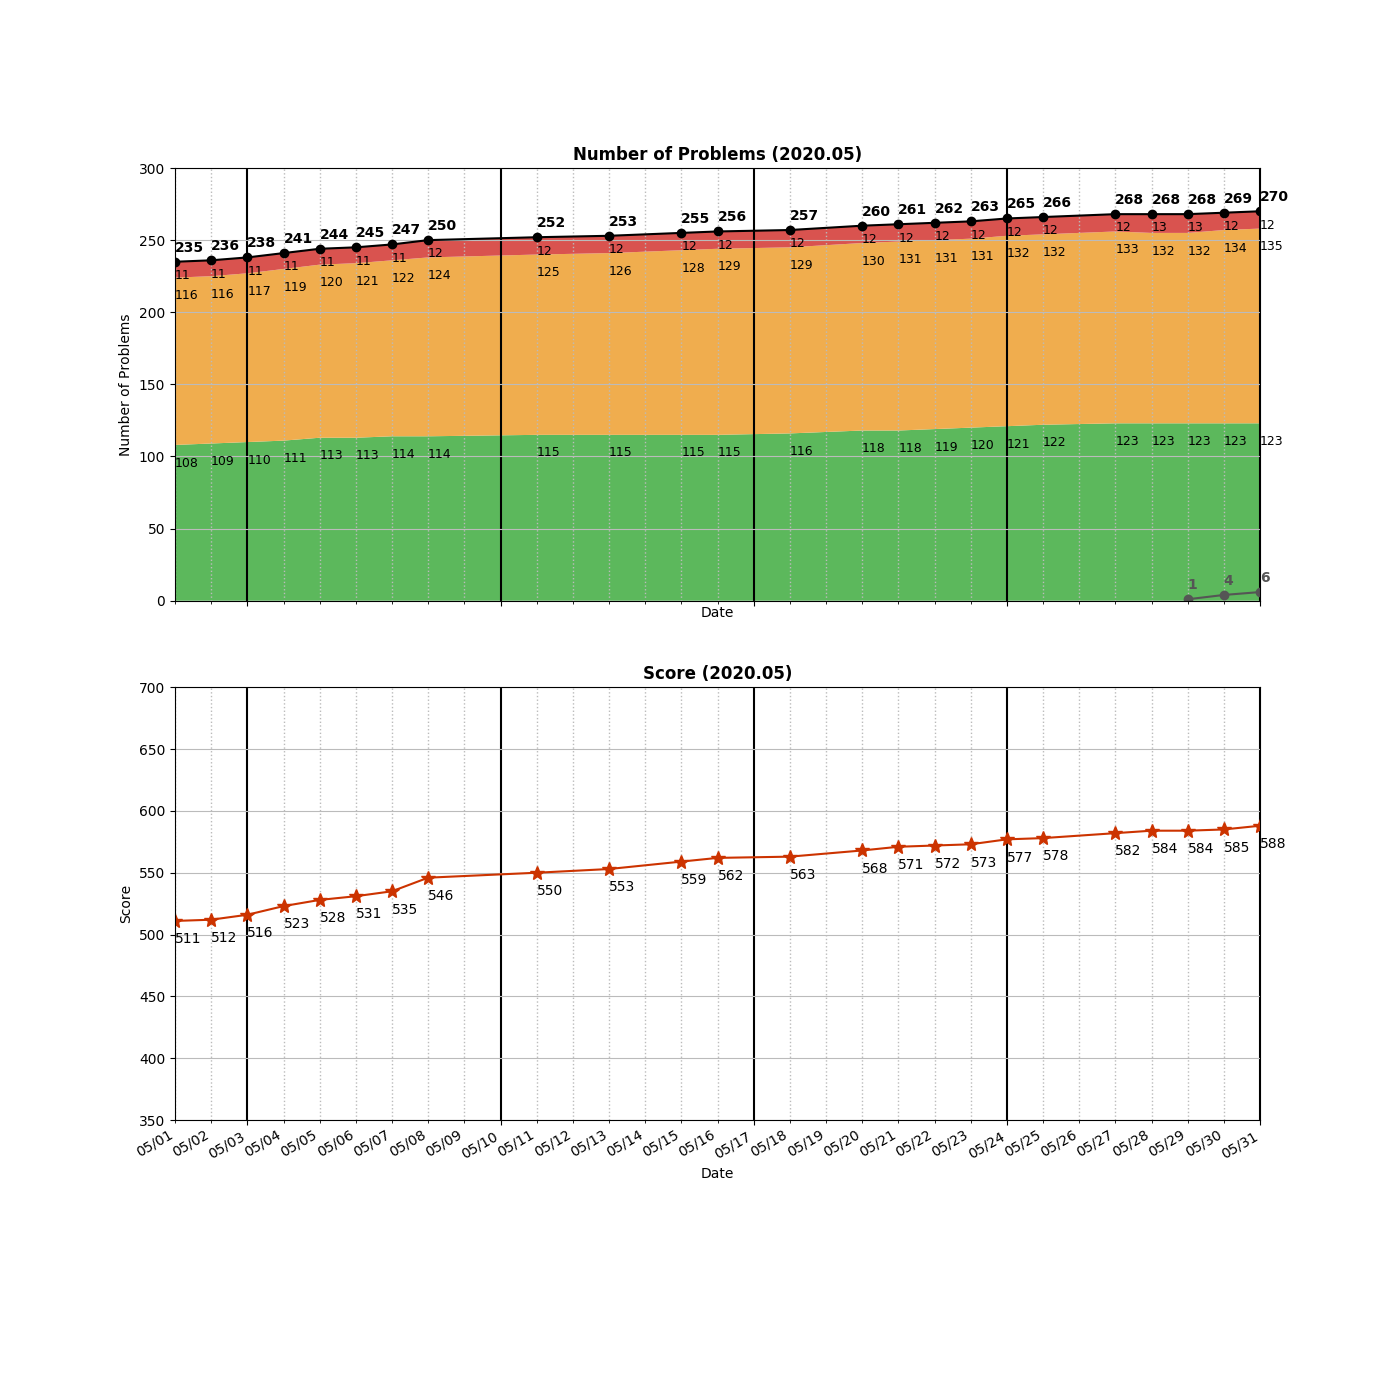 Number of Problems (2020.05)
300
250
200
150
100
50
0
Number of Problems
235 236 238 241 244 245 247 250 252 253 255 256 257 260 261 262 263 265 266 268 268 268 269 270
11 11 11 11 11 11 11 12 12 12 12 12 12 12 12 12 12 12 12 12 13 13 12 12
116 116 117 119 120 121 122 124 125 126 128 129 129 130 131 131 131 132 132 133 132 132 134 135
108 109 110 111 113 113 114 114 115 115 115 115 116 118 118 119 120 121 122 123 123 123 123 123
1 4 6
Date
Score (2020.05)
700
650
600
550
500
450
400
350
Score
511 512 516 523 528 531 535 546 550 553 559 562 563 568 571 572 573 577 578 582 584 584 585 588
05/01 05/02 05/03 05/04 05/05 05/06 05/07 05/08 05/09 05/10 05/11 05/12 05/13 05/14 05/15 05/16 05/17 05/18 05/19 05/20 05/21 05/22 05/23 05/24 05/25 05/26 05/27 05/28 05/29 05/30 05/31
Date